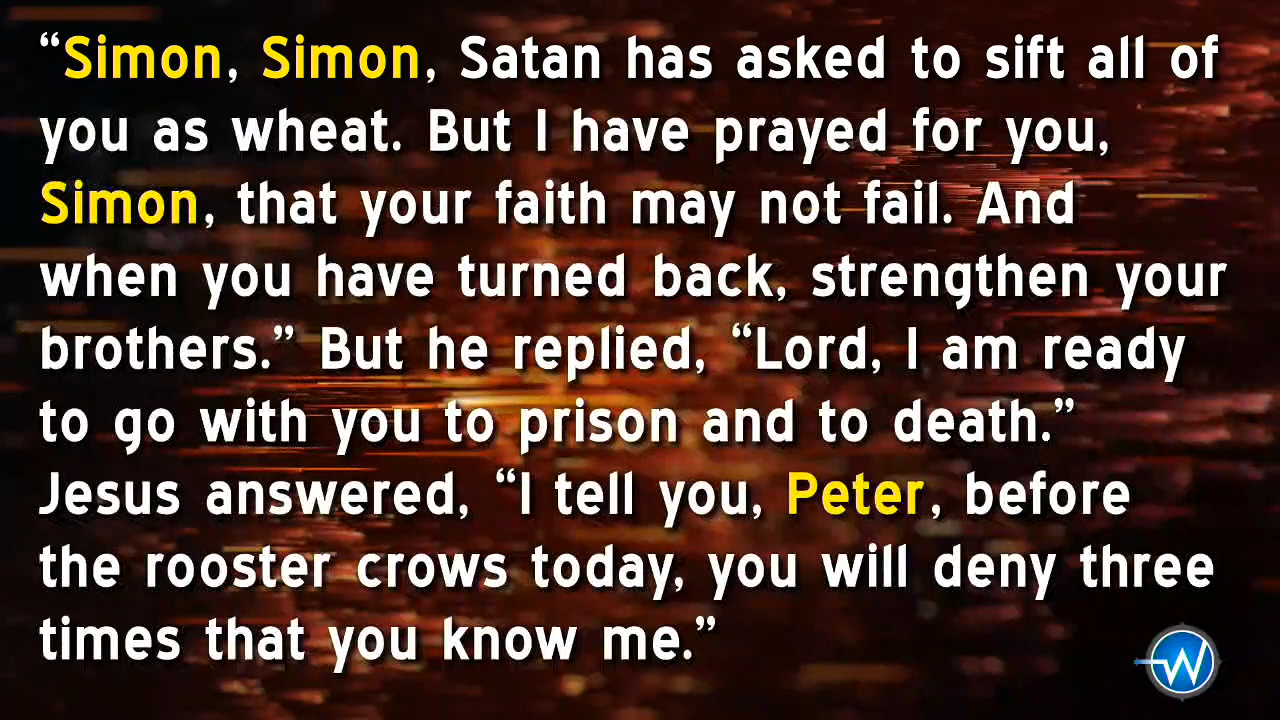 “Simon, Simon, Satan has asked to sift all of
you as wheat. But I have prayed for you,
Simon, that your faith may not fail. And
when you have turned back, strengthen your
brothers.” But he replied, “Lord, I am ready
to go with you to prison and to death.”
Jesus answered, “I tell you, Peter, before
the rooster crows today, you will deny three
times that you know me.”
W